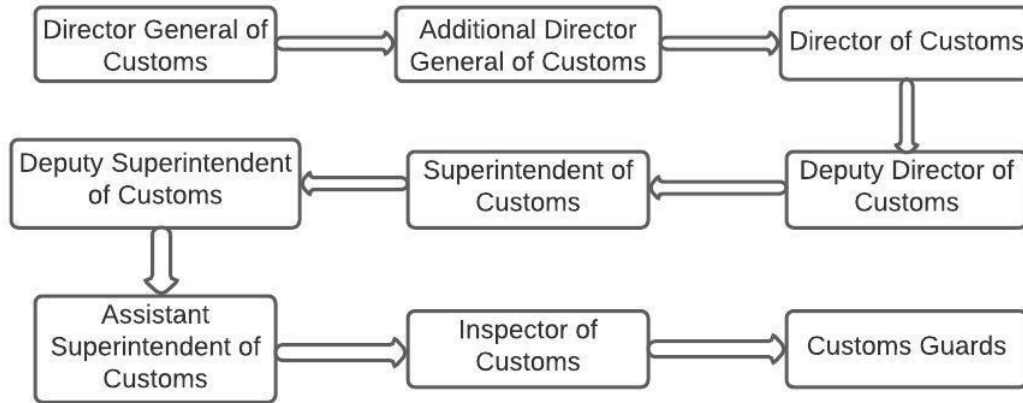 Director General of
Customs
Additional Director
General of Customs
Director of Customs
Deputy Director of
Customs
Superintendent of
Customs
Deputy Superintendent
of Customs
Assistant
Superintendent of
Customs
Inspector of
Customs
Customs Guards